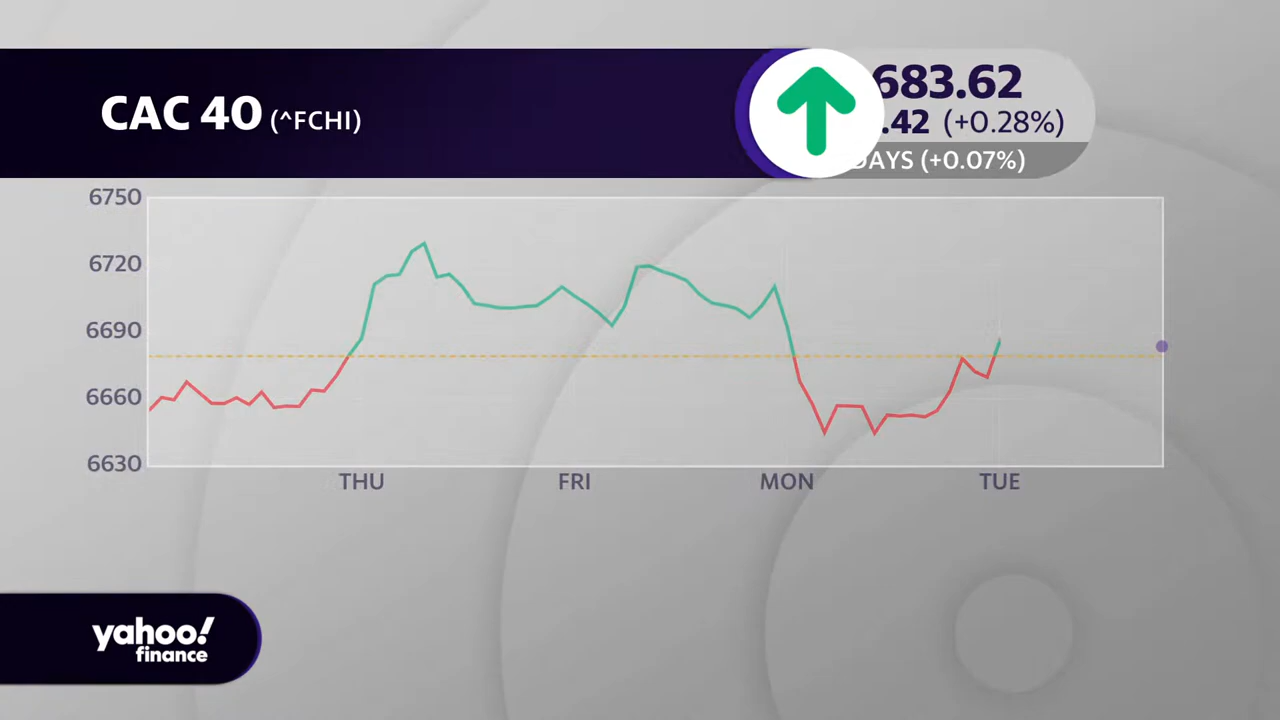 CAC 40 (^FCHI)
683.62
.42 (+0.28%)
DAYS (+0.07%)
6750
6720
6690
6660
6630
THU FRI MON TUE
yahoo!
finance